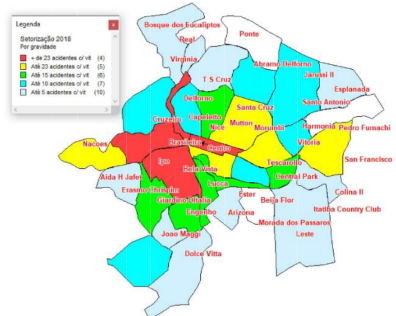 Legenda
Setorização 2018
Por gravidade
+ de 23 acidentes c/ vit (4)
Até 23 acidentes c/ vit (5)
Até 15 acidentes c/ vit (6)
Até 10 acidentes c/ vit (7)
Até 5 acidentes c/ vit (10)
Bosque dos Eucaliptos
Real
Ponte
Virginia
Abramo Delforno
T S Cruz
Jarussi II
Esplanada
Delforno
Santo Antonio
Santa Cruz
Cruzeiro
Capeletto
Mutton
Nice
Morumbi
Harmonia
Pedro Fumachi
Brasileira
Centro
Vitória
Nacoes
Ipe
San Francisco
Bela Vista
Tescarollo
Central Park
Aida H Jafet
Erasmo Chrispim
Lucca
Giardino d'Italia
Ester
Beija Flor
Colina II
Engenho
Arizona
Itatiba Country Club
Morada dos Passaros
Joao Maggi
Leste
Dolce Vitta